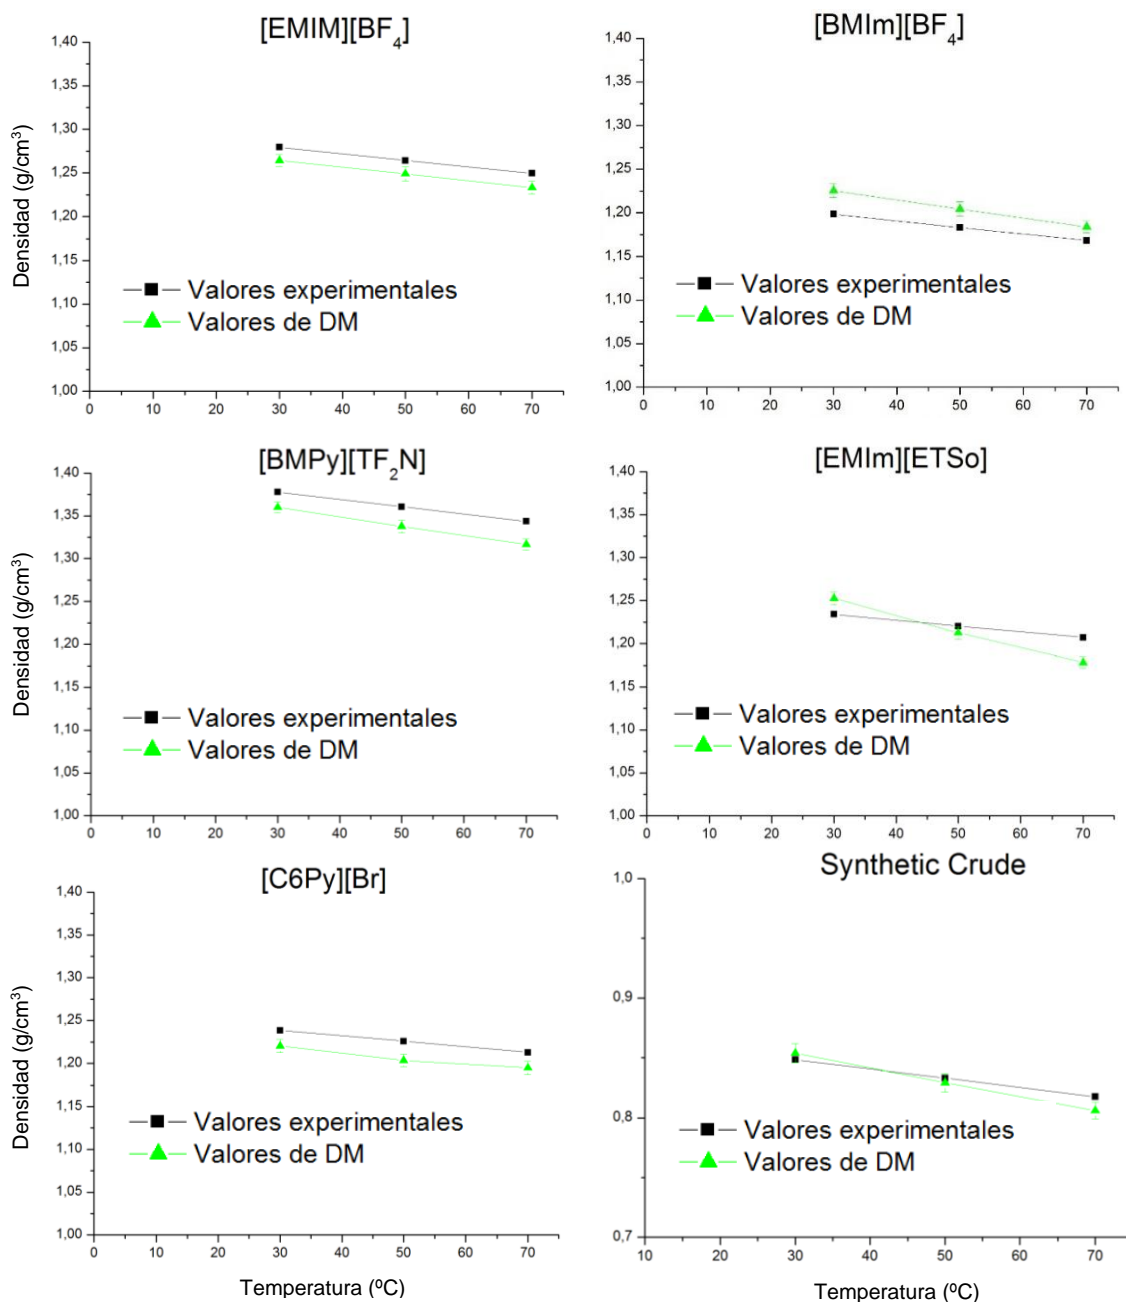 [EMIM][BF4]
1,40
1,35
1,30
1,25
1,20
1,15
1,10
1,05
1,00
Densidad (g/cm³)
Valores experimentales
Valores de DM
0 10 20 30 40 50 60 70
[BMIm][BF4]
1,40
1,35
1,30
1,25
1,20
1,15
1,10
1,05
1,00
Valores experimentales
Valores de DM
0 10 20 30 40 50 60 70
[BMPy][TF2N]
1,40
1,35
1,30
1,25
1,20
1,15
1,10
1,05
1,00
Densidad (g/cm³)
Valores experimentales
Valores de DM
0 10 20 30 40 50 60 70
[EMIm][ETSo]
1,40
1,35
1,30
1,25
1,20
1,15
1,10
1,05
1,00
Valores experimentales
Valores de DM
0 10 20 30 40 50 60 70
[C6Py][Br]
1,40
1,35
1,30
1,25
1,20
1,15
1,10
1,05
1,00
Densidad (g/cm³)
Valores experimentales
Valores de DM
0 10 20 30 40 50 60 70
Temperatura (ºC)
Synthetic Crude
1,0
0,9
0,8
0,7
Valores experimentales
Valores de DM
10 20 30 40 50 60 70
Temperatura (ºC)